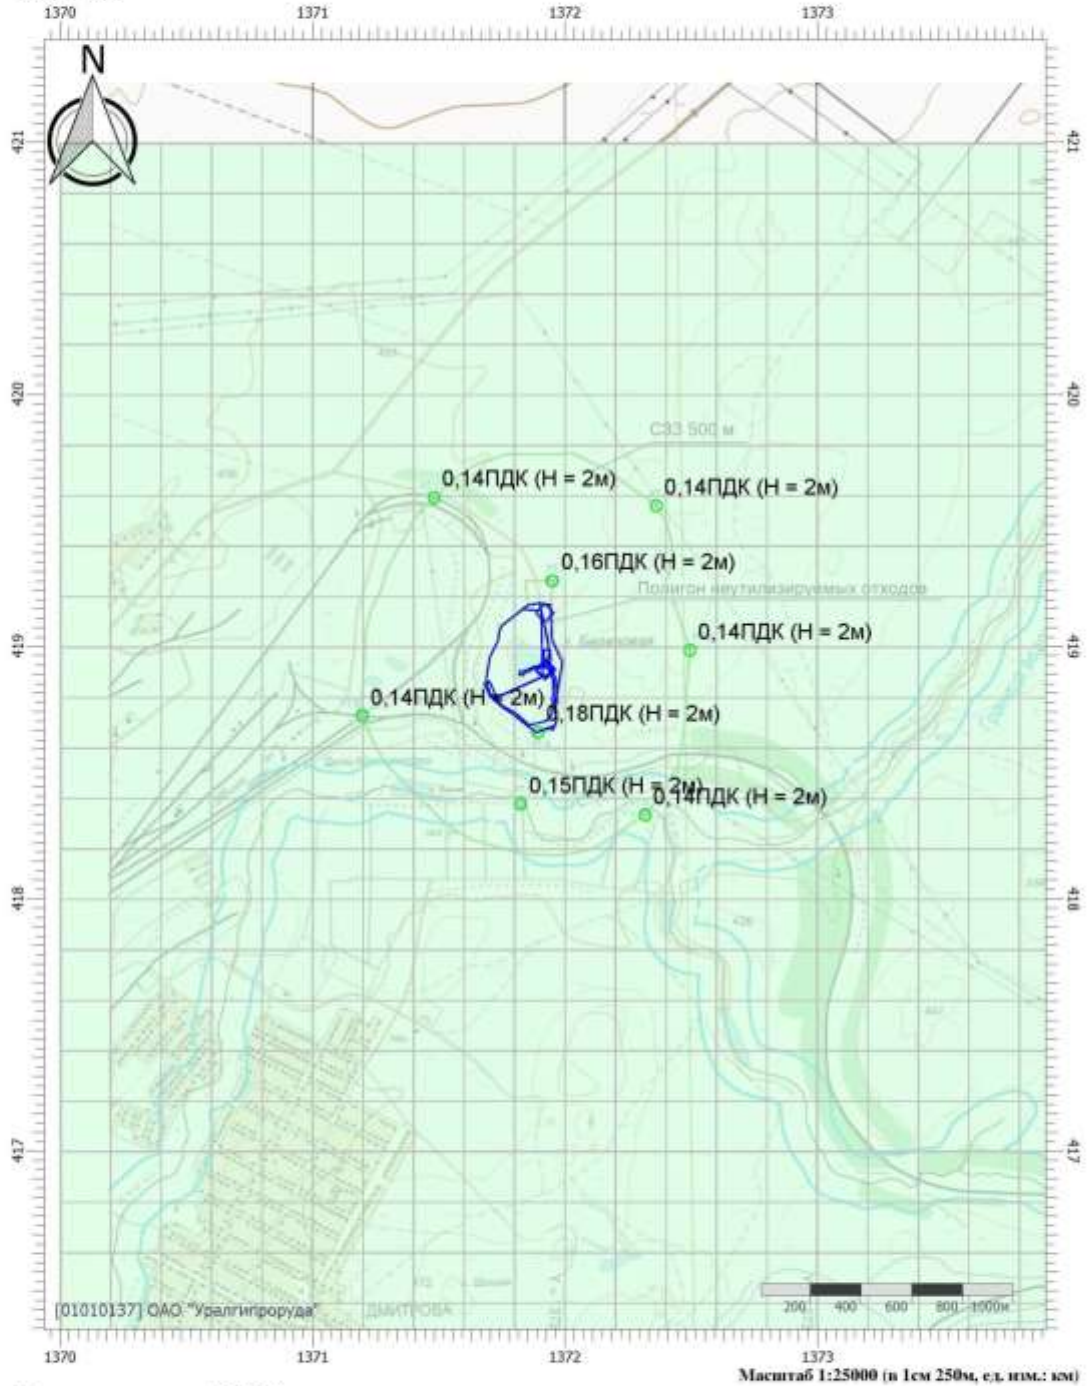 1370 1371 1372 1373
N
421 421
420 420
СЗЗ 500 м
0,14ПДК (H = 2м)
0,14ПДК (H = 2м)
0,16ПДК (H = 2м)
Полигон неутилизируемых отходов
419 419
0,14ПДК (H = 2м)
0,14ПДК (H = 2м)
0,18ПДК (H = 2м)
0,15ПДК (H = 2м)
0,14ПДК (H = 2м)
418 418
417 417
200 400 600 800 1000м
[01010137] ОАО "Уралгипроруда"
ДМИТРОВА
1370 1371 1372 1373
Масштаб 1:25000 (в 1см 250м, ед. изм.: км)